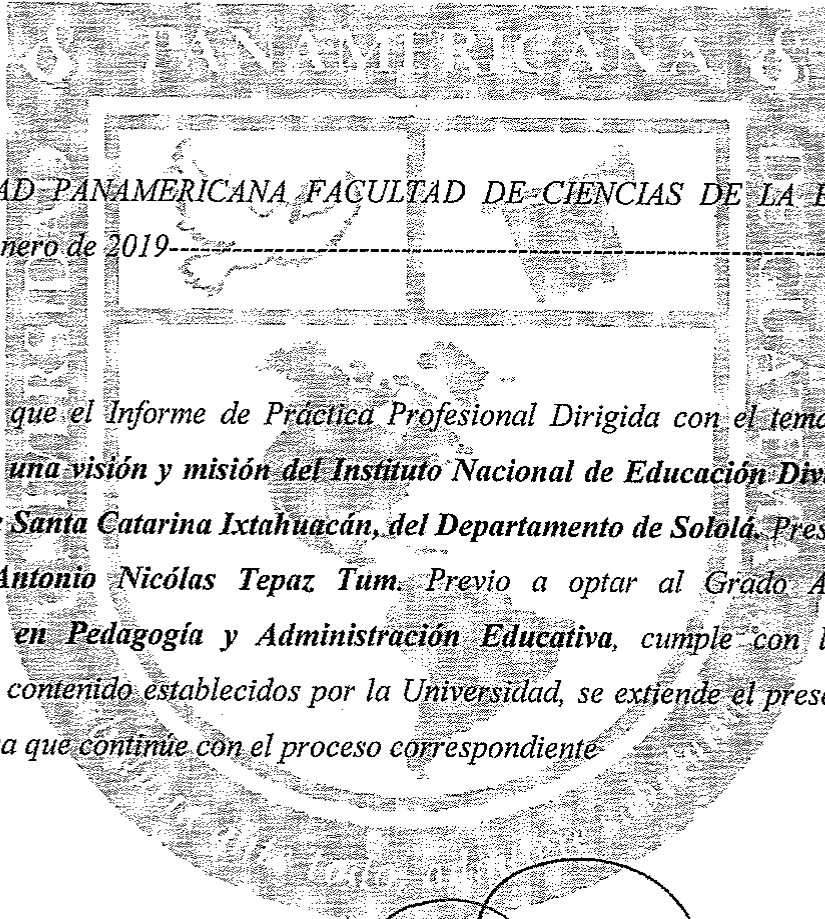 PANAMERICANA
AD PANAMERICANA FACULTAD DE CIENCIAS DE LA E
nero de 2019-----------------------------------------------
que el Informe de Práctica Profesional Dirigida con el tema
una visión y misión del Instituto Nacional de Educación Div
Santa Catarina Ixtahuacán, del Departamento de Sololá. Pres
Antonio Nicólas Tepaz Tum. Previo a optar al Grado A
en Pedagogía y Administración Educativa, cumple con l
contenido establecidos por la Universidad, se extiende el prese
a que continúe con el proceso correspondiente